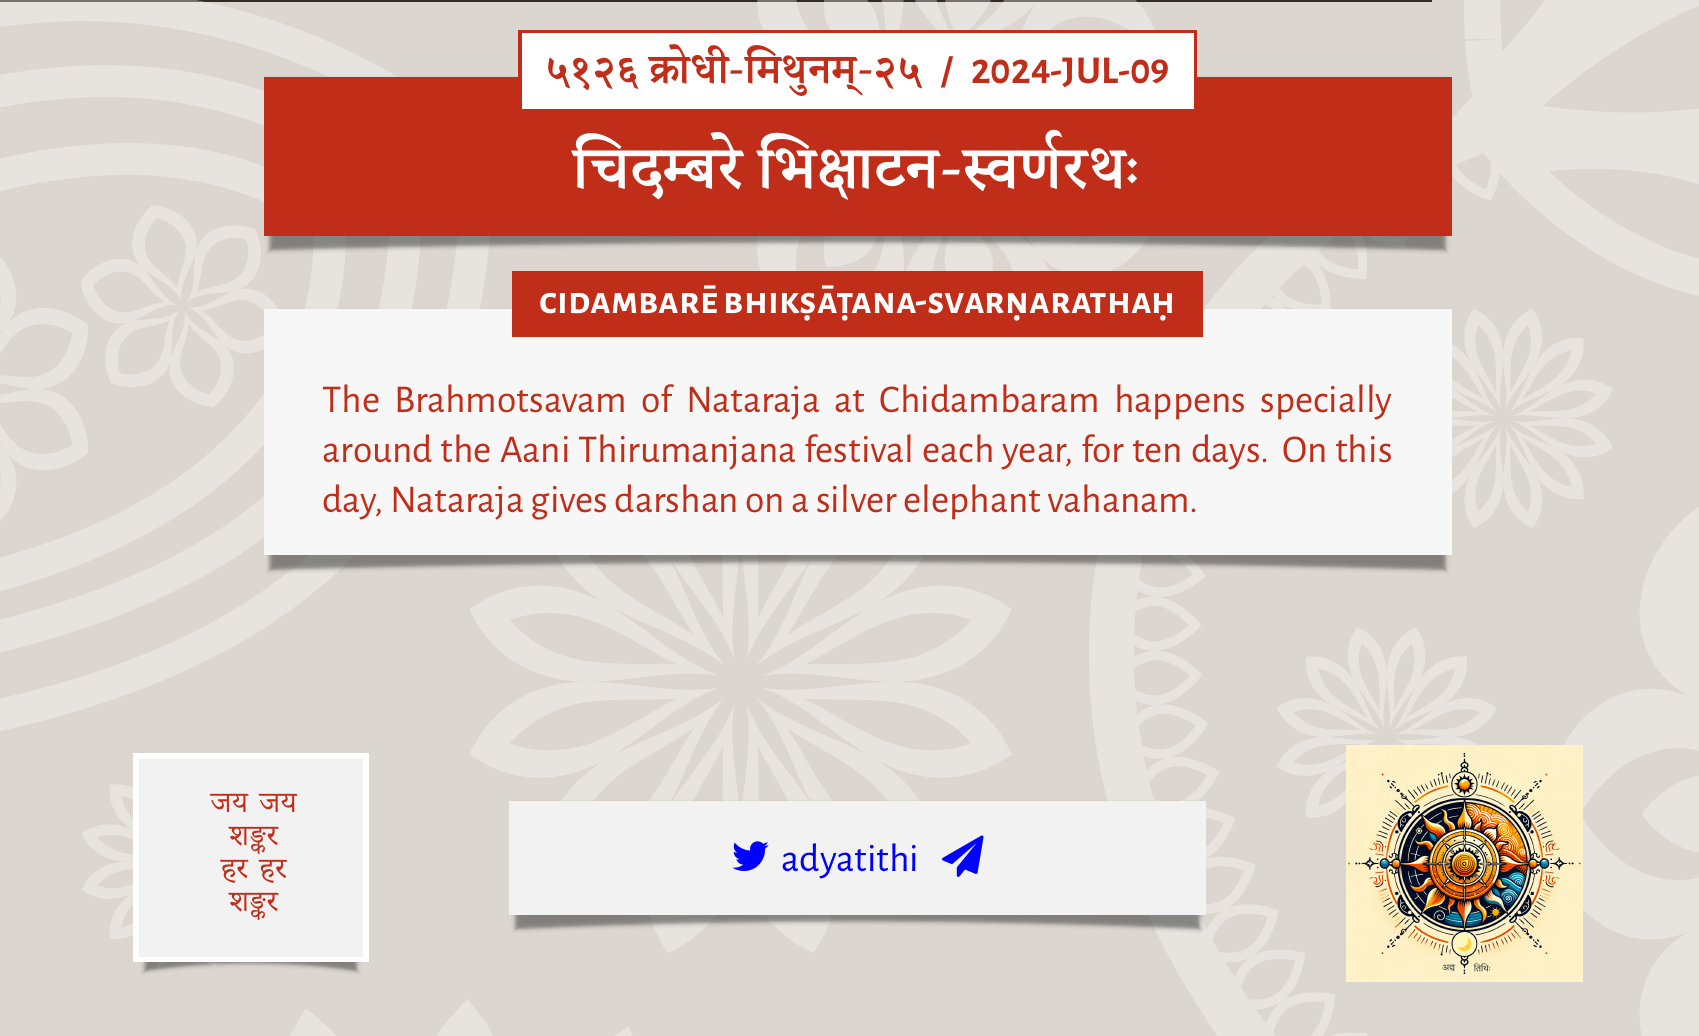 ५१२६ क्रोधी-मिथुनम्-२५ / 2024-JUL-09
चिदम्बरे भिक्षाटन-स्वर्णरथः
CIDAMBARĒ BHIKṢĀṬANA-SVARṆARATHAḤ
The Brahmotsavam of Nataraja at Chidambaram happens specially
around the Aani Thirumanjana festival each year, for ten days. On this
day, Nataraja gives darshan on a silver elephant vahanam.
जय जय
शङ्कर
हर हर
शङ्कर
adyatithi
अद्य तिथिः